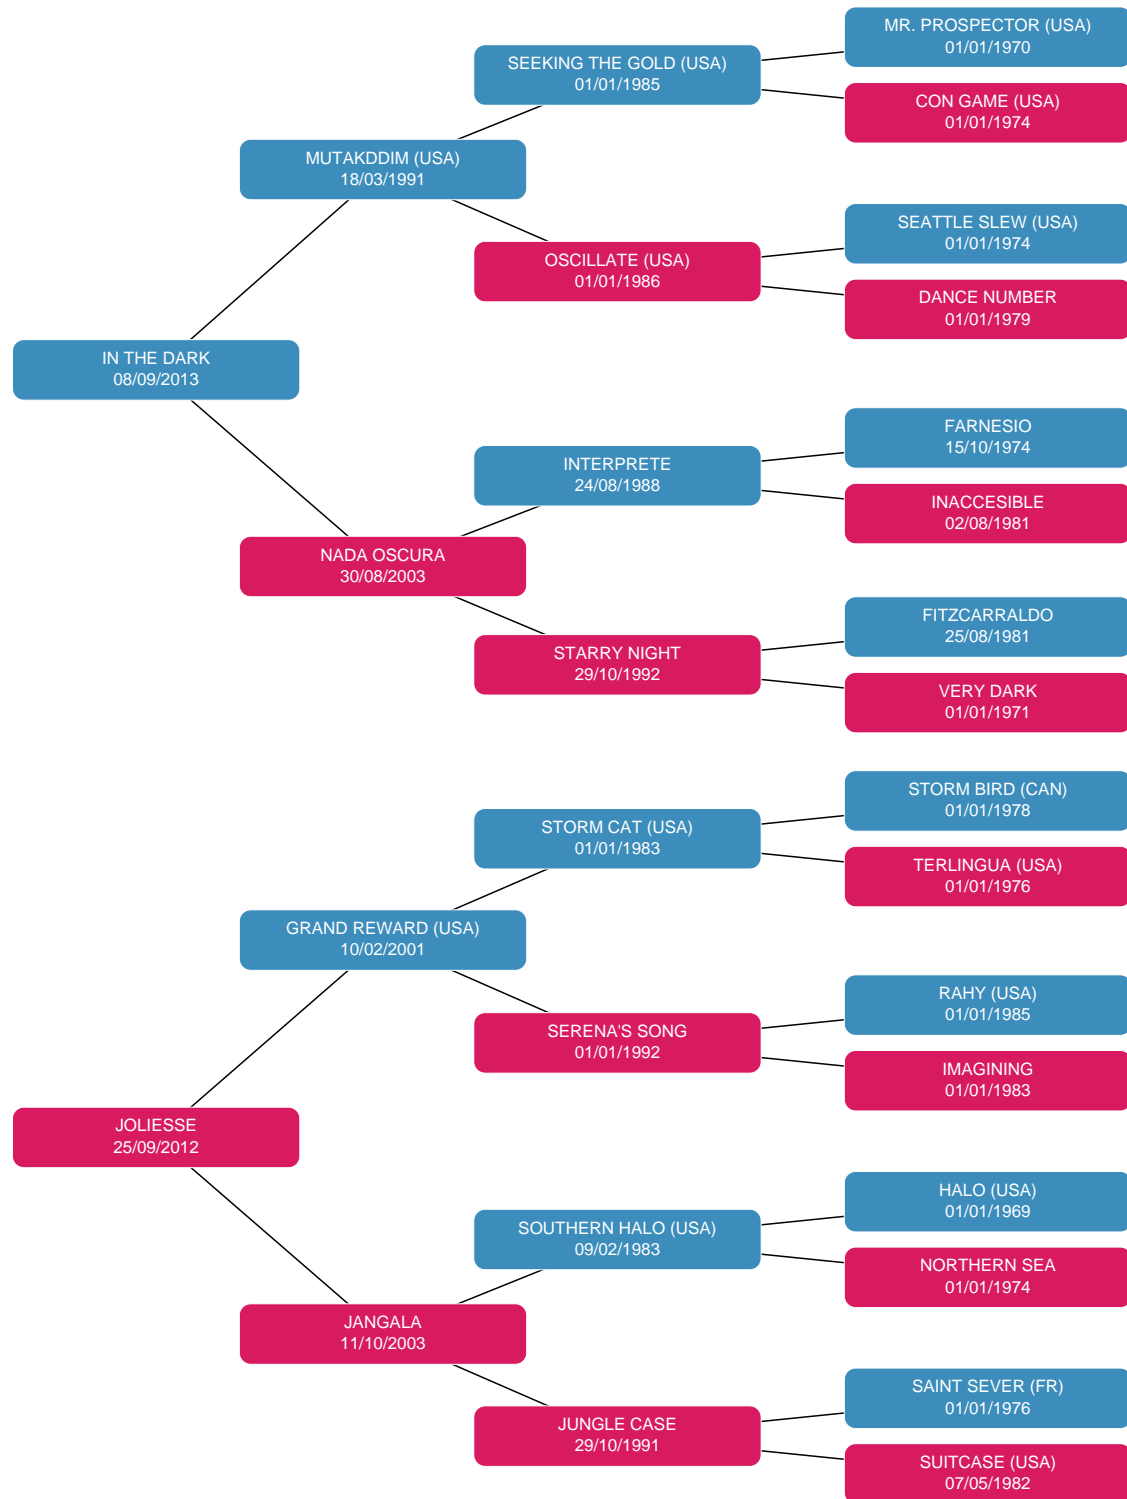 MR. PROSPECTOR (USA)
01/01/1970
SEEKING THE GOLD (USA)
01/01/1985
CON GAME (USA)
01/01/1974
MUTAKDDIM (USA)
18/03/1991
SEATTLE SLEW (USA)
01/01/1974
OSCILLATE (USA)
01/01/1986
DANCE NUMBER
01/01/1979
IN THE DARK
08/09/2013
FARNESIO
15/10/1974
INTERPRETE
24/08/1988
INACCESIBLE
02/08/1981
NADA OSCURA
30/08/2003
FITZCARRALDO
25/08/1981
STARRY NIGHT
29/10/1992
VERY DARK
01/01/1971
STORM BIRD (CAN)
01/01/1978
STORM CAT (USA)
01/01/1983
TERLINGUA (USA)
01/01/1976
GRAND REWARD (USA)
10/02/2001
RAHY (USA)
01/01/1985
SERENA'S SONG
01/01/1992
IMAGINING
01/01/1983
JOLIESSE
25/09/2012
HALO (USA)
01/01/1969
SOUTHERN HALO (USA)
09/02/1983
NORTHERN SEA
01/01/1974
JANGALA
11/10/2003
SAINT SEVER (FR)
01/01/1976
JUNGLE CASE
29/10/1991
SUITCASE (USA)
07/05/1982